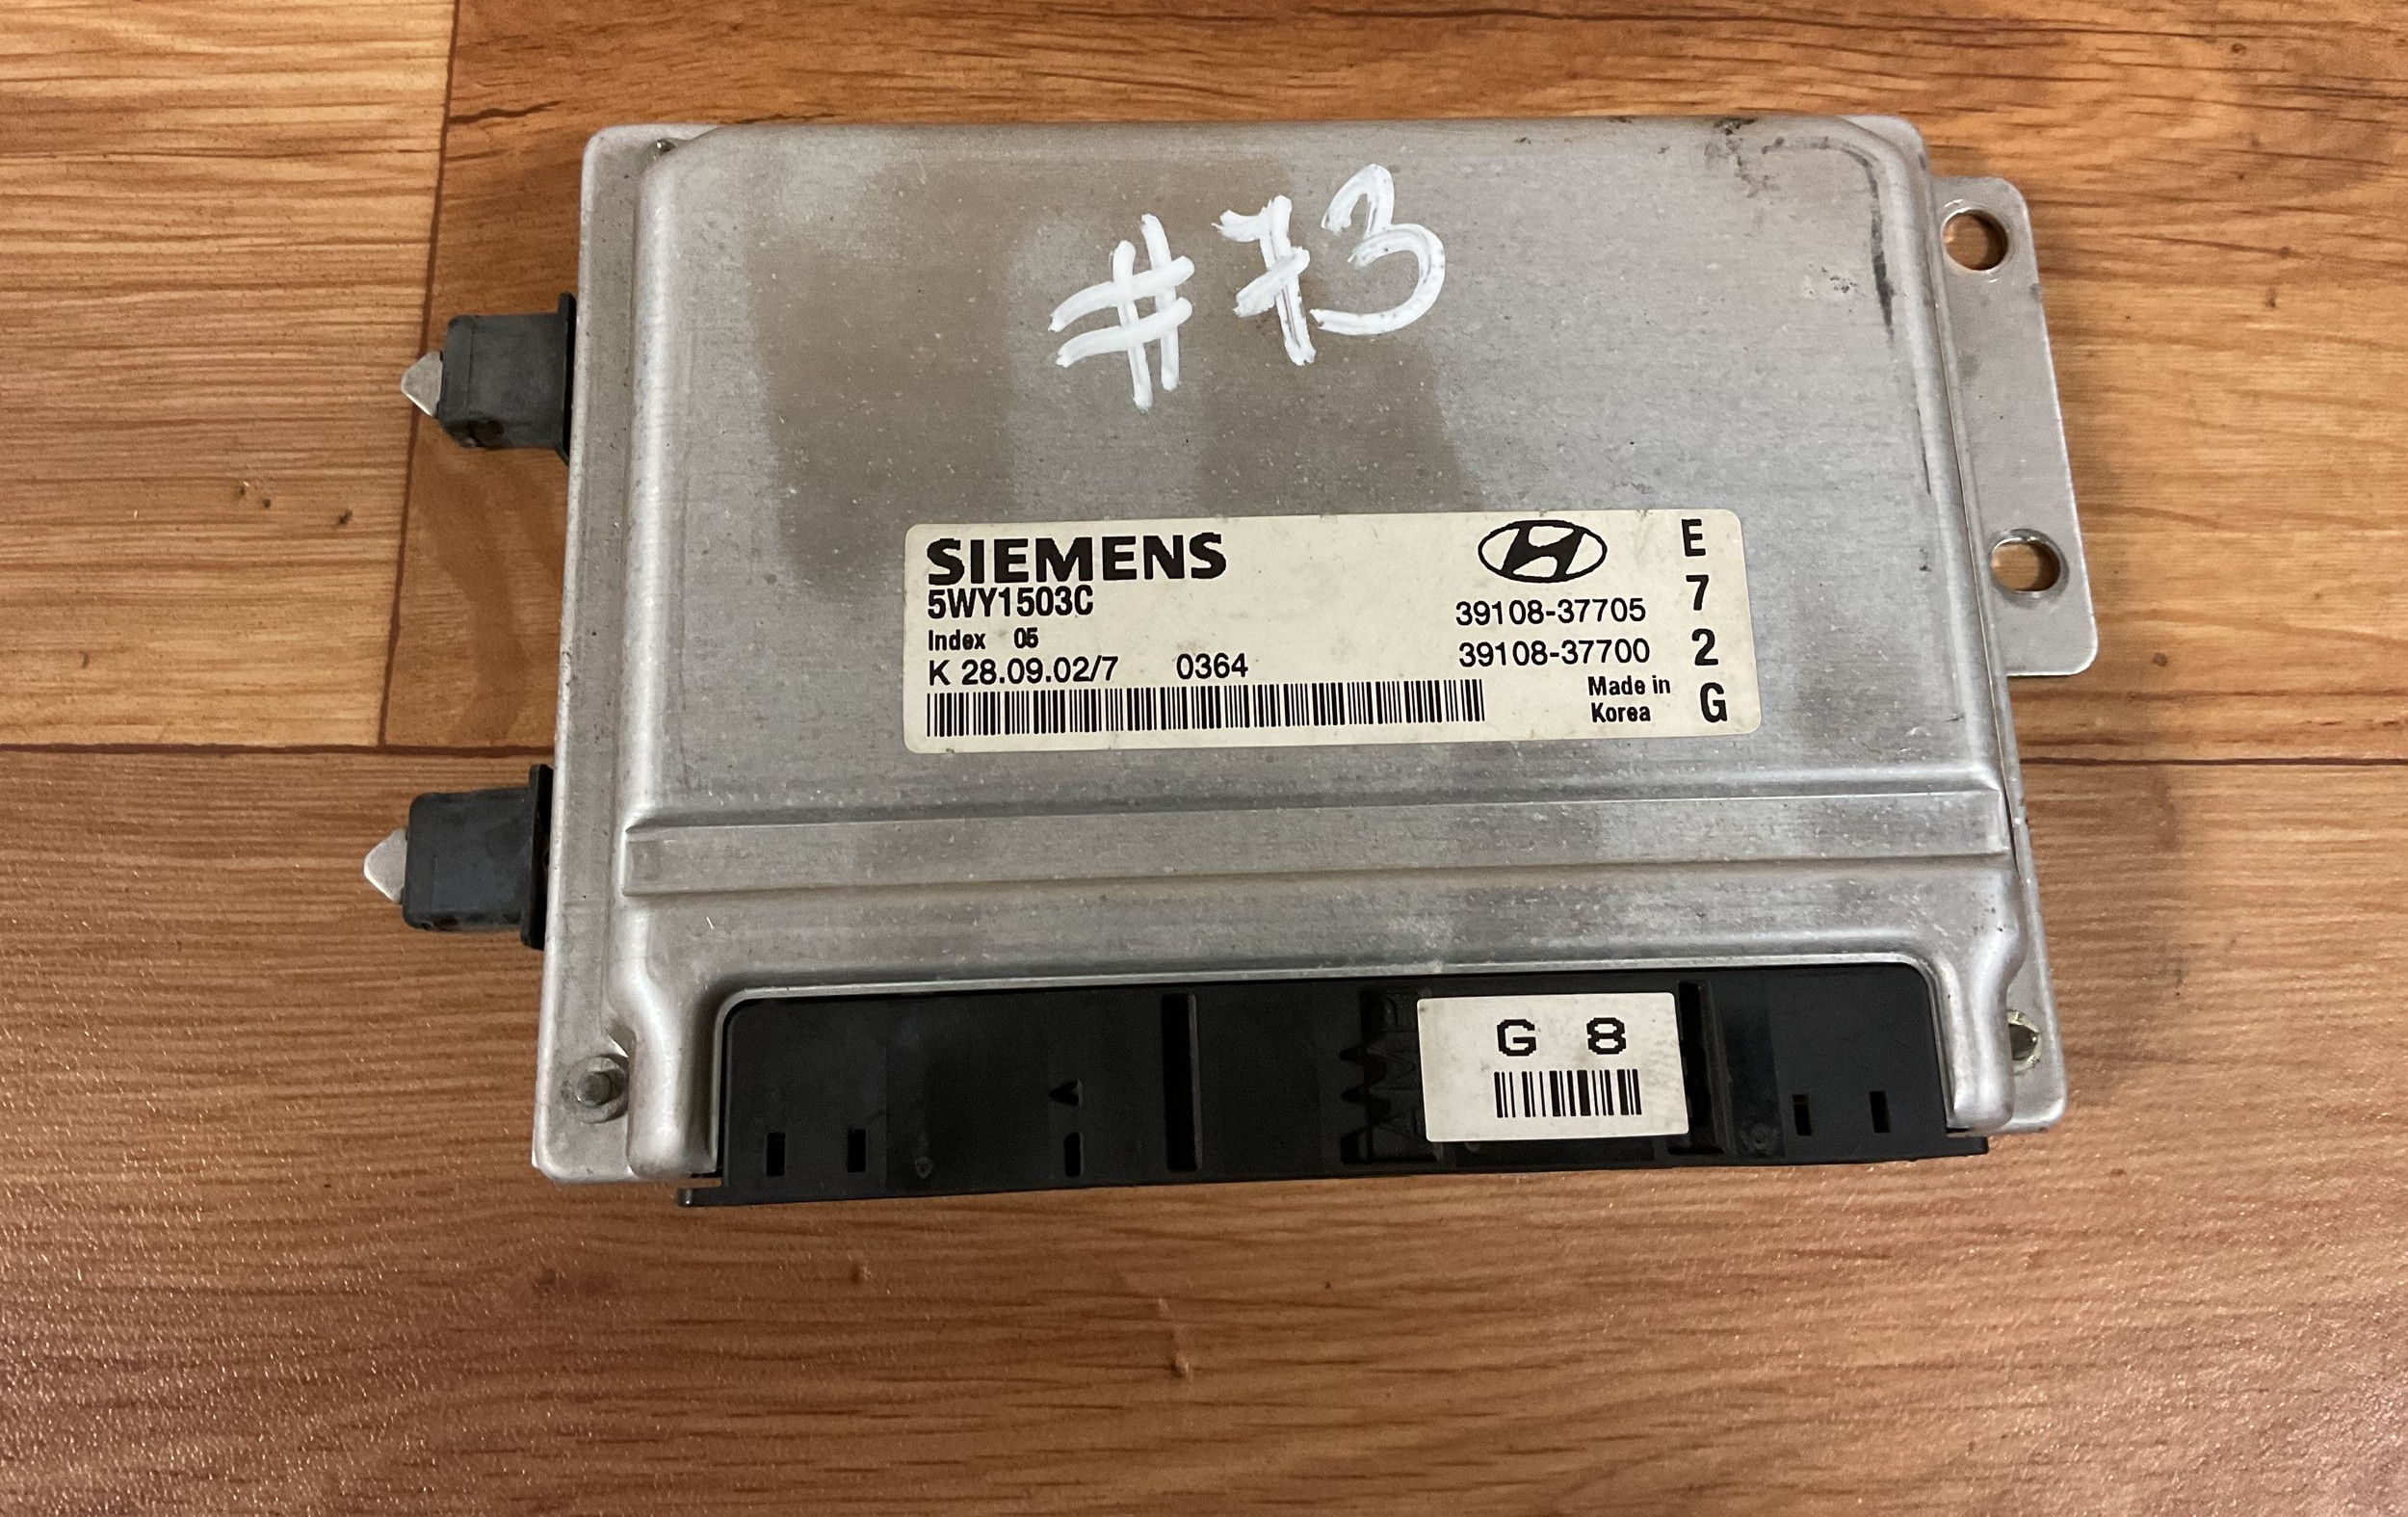 #73
SIEMENS
5WY1503C
Index 05
K 28.09.02/7 0364
39108-37705
39108-37700
Made in
Korea
E
7
2
G
G 8